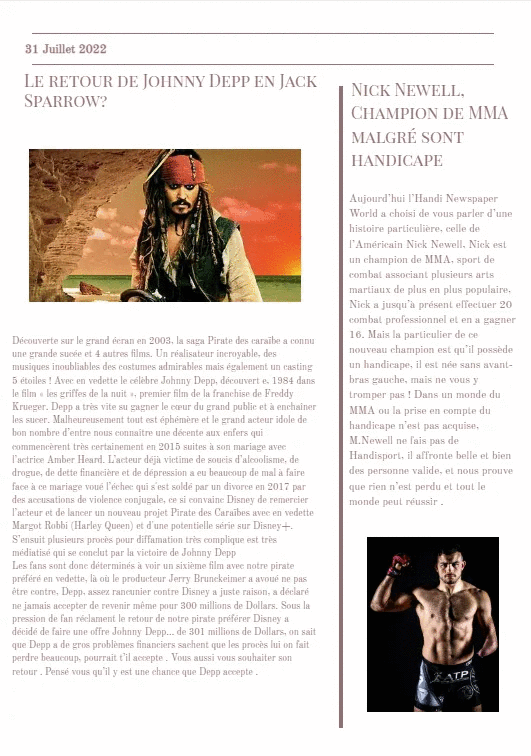 31 Juillet 2022
Le retour de Johnny Depp en Jack
Sparrow?
Découverte sur le grand écran en 2003, la saga Pirate des caraïbe a connu
une grande sucée et 4 autres films. Un réalisateur incroyable, des
musiques inoubliables des costumes admirables mais également un casting
5 étoiles ! Avec en vedette le célèbre Johnny Depp, découvert e, 1984 dans
le film « les griffes de la nuit », premier film de la franchise de Freddy
Krueger. Depp a très vite su gagner le cœur du grand public et à enchainer
les sucer. Malheureusement tout est éphémère et le grand acteur idole de
bon nombre d'entre nous connaitre une décente aux enfers qui
commencèrent très certainement en 2015 suites à son mariage avec
l'actrice Amber Heard. L'acteur déjà victime de soucis d'alcoolisme, de
drogue, de dette financière et de dépression a eu beaucoup de mal à faire
face à ce mariage voué l'échec qui s'est soldé par un divorce en 2017 par
des accusations de violence conjugale, ce si convainc Disney de remercier
l'acteur et de lancer un nouveau projet Pirate des Caraïbes avec en vedette
Margot Robbi (Harley Queen) et d'une potentielle série sur Disney+.
S'ensuit plusieurs procès pour diffamation très complique est très
médiatisé qui se conclut par la victoire de Johnny Depp
Les fans sont donc déterminés à voir un sixième film avec notre pirate
préféré en vedette, là où le producteur Jerry Brunckeimer a avoué ne pas
être contre, Depp, assez rancunier contre Disney a juste raison, a déclaré
ne jamais accepter de revenir même pour 300 millions de Dollars. Sous la
pression de fan réclament le retour de notre pirate préférer Disney a
décidé de faire une offre Johnny Depp... de 301 millions de Dollars, on sait
que Depp a de gros problèmes financiers sachent que les procès lui on fait
perdre beaucoup, pourrait t'il accepte . Vous aussi vous souhaiter son
retour . Pensé vous qu'il y est une chance que Depp accepte .
Nick Newell,
Champion de MMA
malgré sont
handicape
Aujourd'hui l'Handi Newspaper
World a choisi de vous parler d'une
histoire particulière, celle de
l'Américain Nick Newell, Nick est
un champion de MMA, sport de
combat associant plusieurs arts
martiaux de plus en plus populaire,
Nick a jusqu'à présent effectuer 20
combat professionnel et en a gagner
16. Mais la particulier de ce
nouveau champion est qu'il possède
un handicape, il est née sans avant-
bras gauche, mais ne vous y
tromper pas ! Dans un monde du
MMA ou la prise en compte du
handicape n'est pas acquise,
M.Newell ne fais pas de
Handisport, il affronte belle et bien
des personne valide, et nous prouve
que rien n'est perdu et tout le
monde peut réussir .
ATP